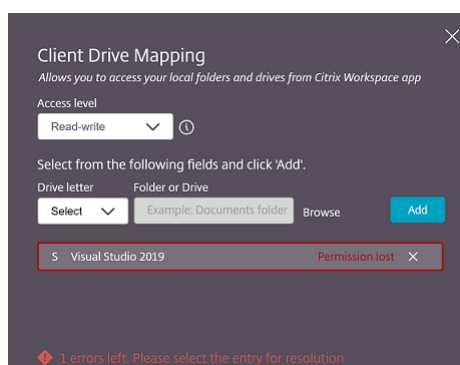 Client Drive Mapping
Allows you to access your local folders and drives from Citrix Workspace app
Access level
Read-write
Select from the following fields and click 'Add'.
Drive letter Folder or Drive
Select Example: Documents folder Browse Add
S Visual Studio 2019 Permission lost
1 errors left. Please select the entry for resolution